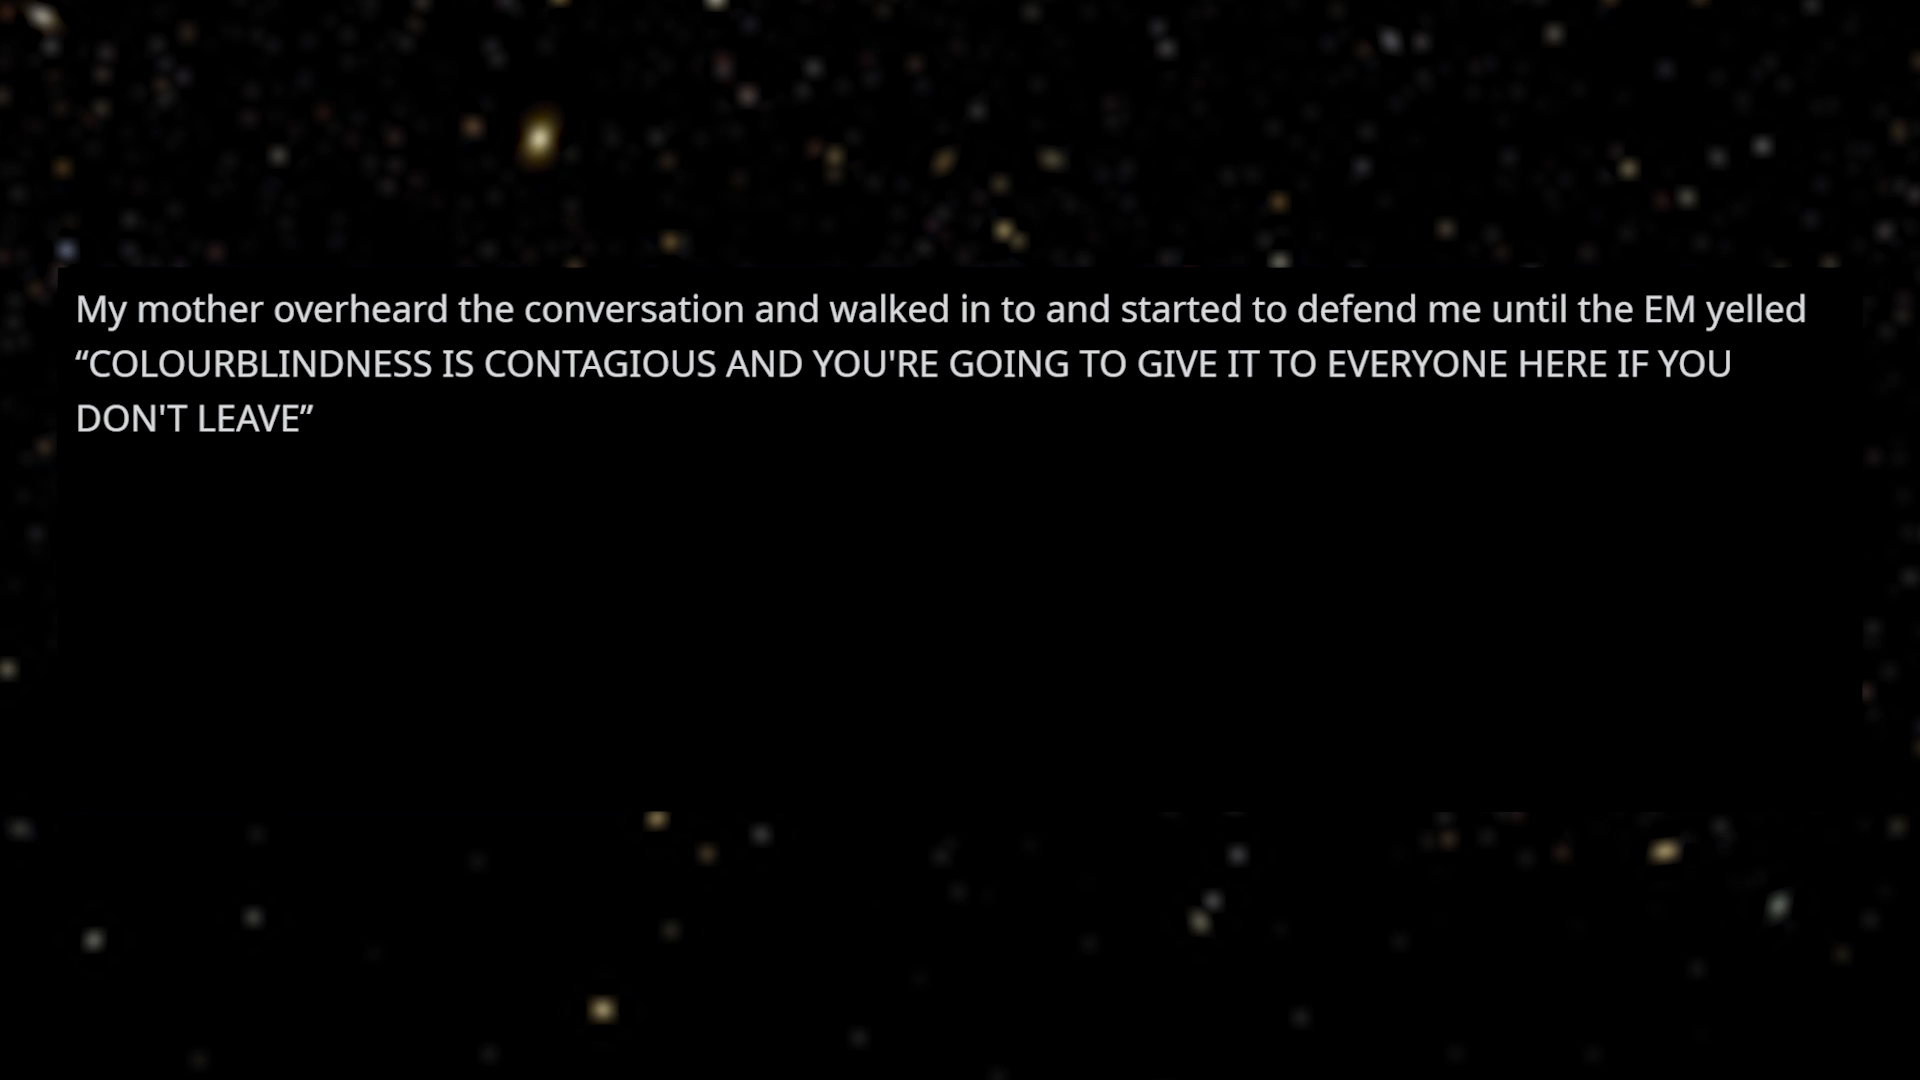 My mother overheard the conversation and walked in to and started to defend me until the EM yelled
“COLOURBLINDNESS IS CONTAGIOUS AND YOU'RE GOING TO GIVE IT TO EVERYONE HERE IF YOU
DON'T LEAVE”